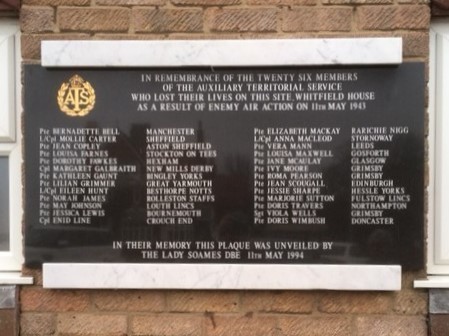 ATS
IN REMEMBRANCE OF THE TWENTY SIX MEMBERS
OF THE AUXILIARY TERRITORIAL SERVICE
WHO LOST THEIR LIVES ON THIS SITE, WHITFIELD HOUSE
AS A RESULT OF ENEMY AIR ACTION ON 11TH MAY 1943
Pte BERNADETTE BELL MANCHESTER
L/Cpl MOLLIE CARTER SHEFFIELD
Pte JEAN COPLEY ASTON SHEFFIELD
Pte LOUISA FARNES STOCKTON ON TEES
Pte DOROTHY FAWKES HEXHAM
Cpl MARGARET GALBRAITH NEW MILLS DERBY
Pte KATHLEEN GAUNT BINGLEY YORKS
Pte LILIAN GRIMMER GREAT YARMOUTH
L/Cpl EILEEN HUNT BESTHORPE NOTTS
Pte NORAH JAMES ROLLESTON STAFFS
Pte MAY JOHNSON LOUTH LINCS
Pte JESSICA LEWIS BOURNEMOUTH
Cpl ENID LINE CROUCH END
Pte ELIZABETH MACKAY RARICHIE NIGG
L/Cpl ANNA MACLEOD STORNOWAY
Pte VERA MANN LEEDS
Pte LOUISA MAXWELL GOSFORTH
Pte JANE MCAULAY GLASGOW
Pte IVY MOORE GRIMSBY
Pte ROMA PEARSON GRIMSBY
Pte JEAN SCOUGALL EDINBURGH
Pte JESSIE SHARPE HESSLE YORKS
Pte MARJORIE SUTTON FULSTOW LINCS
Pte DORIS TRAVERS NORTHAMPTON
Sgt VIOLA WELLS GRIMSBY
Pte DORIS WIMBUSH DONCASTER
IN THEIR MEMORY THIS PLAQUE WAS UNVEILED BY
THE LADY SOAMES DBE 11TH MAY 1994